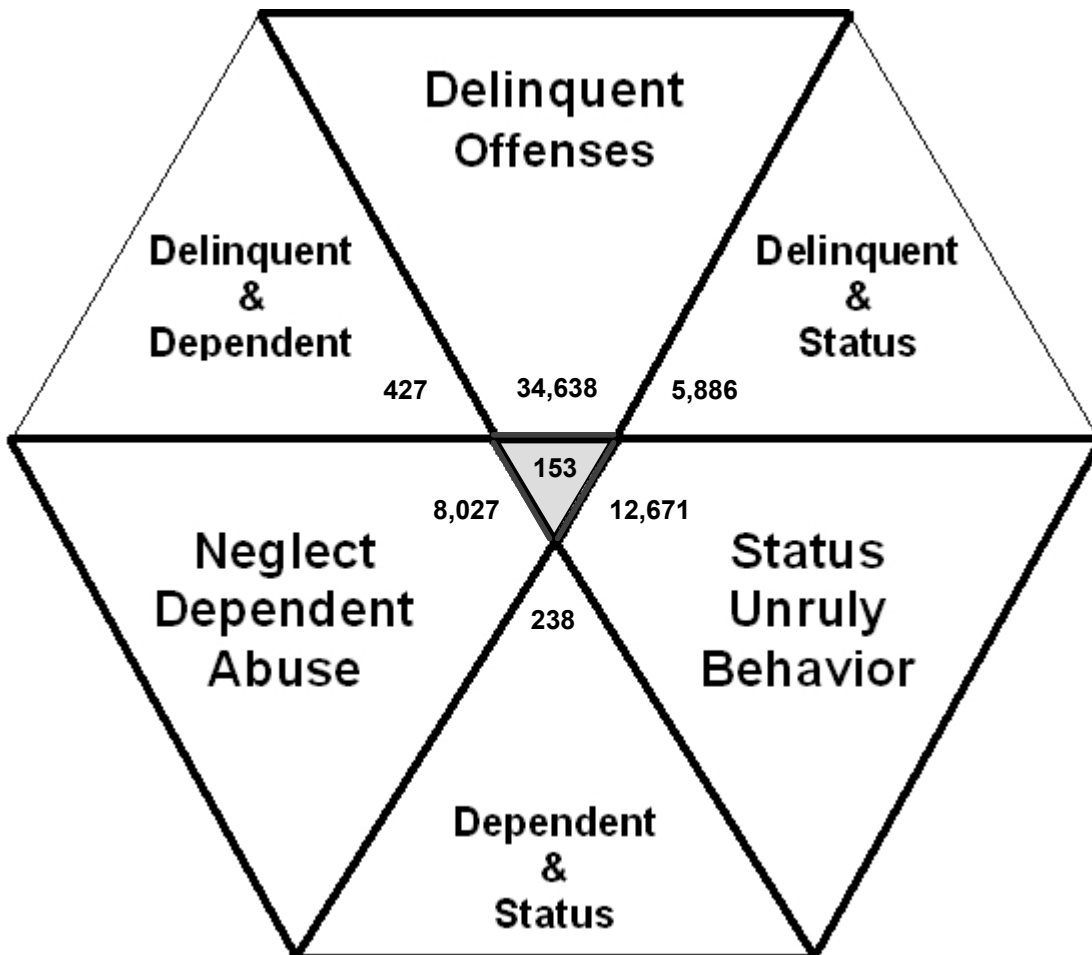 Delinquent
Offenses
Delinquent
&
Dependent
Delinquent
&
Status
427
34,638
5,886
153
8,027
12,671
Neglect
Dependent
Abuse
Status
Unruly
Behavior
238
Dependent
&
Status